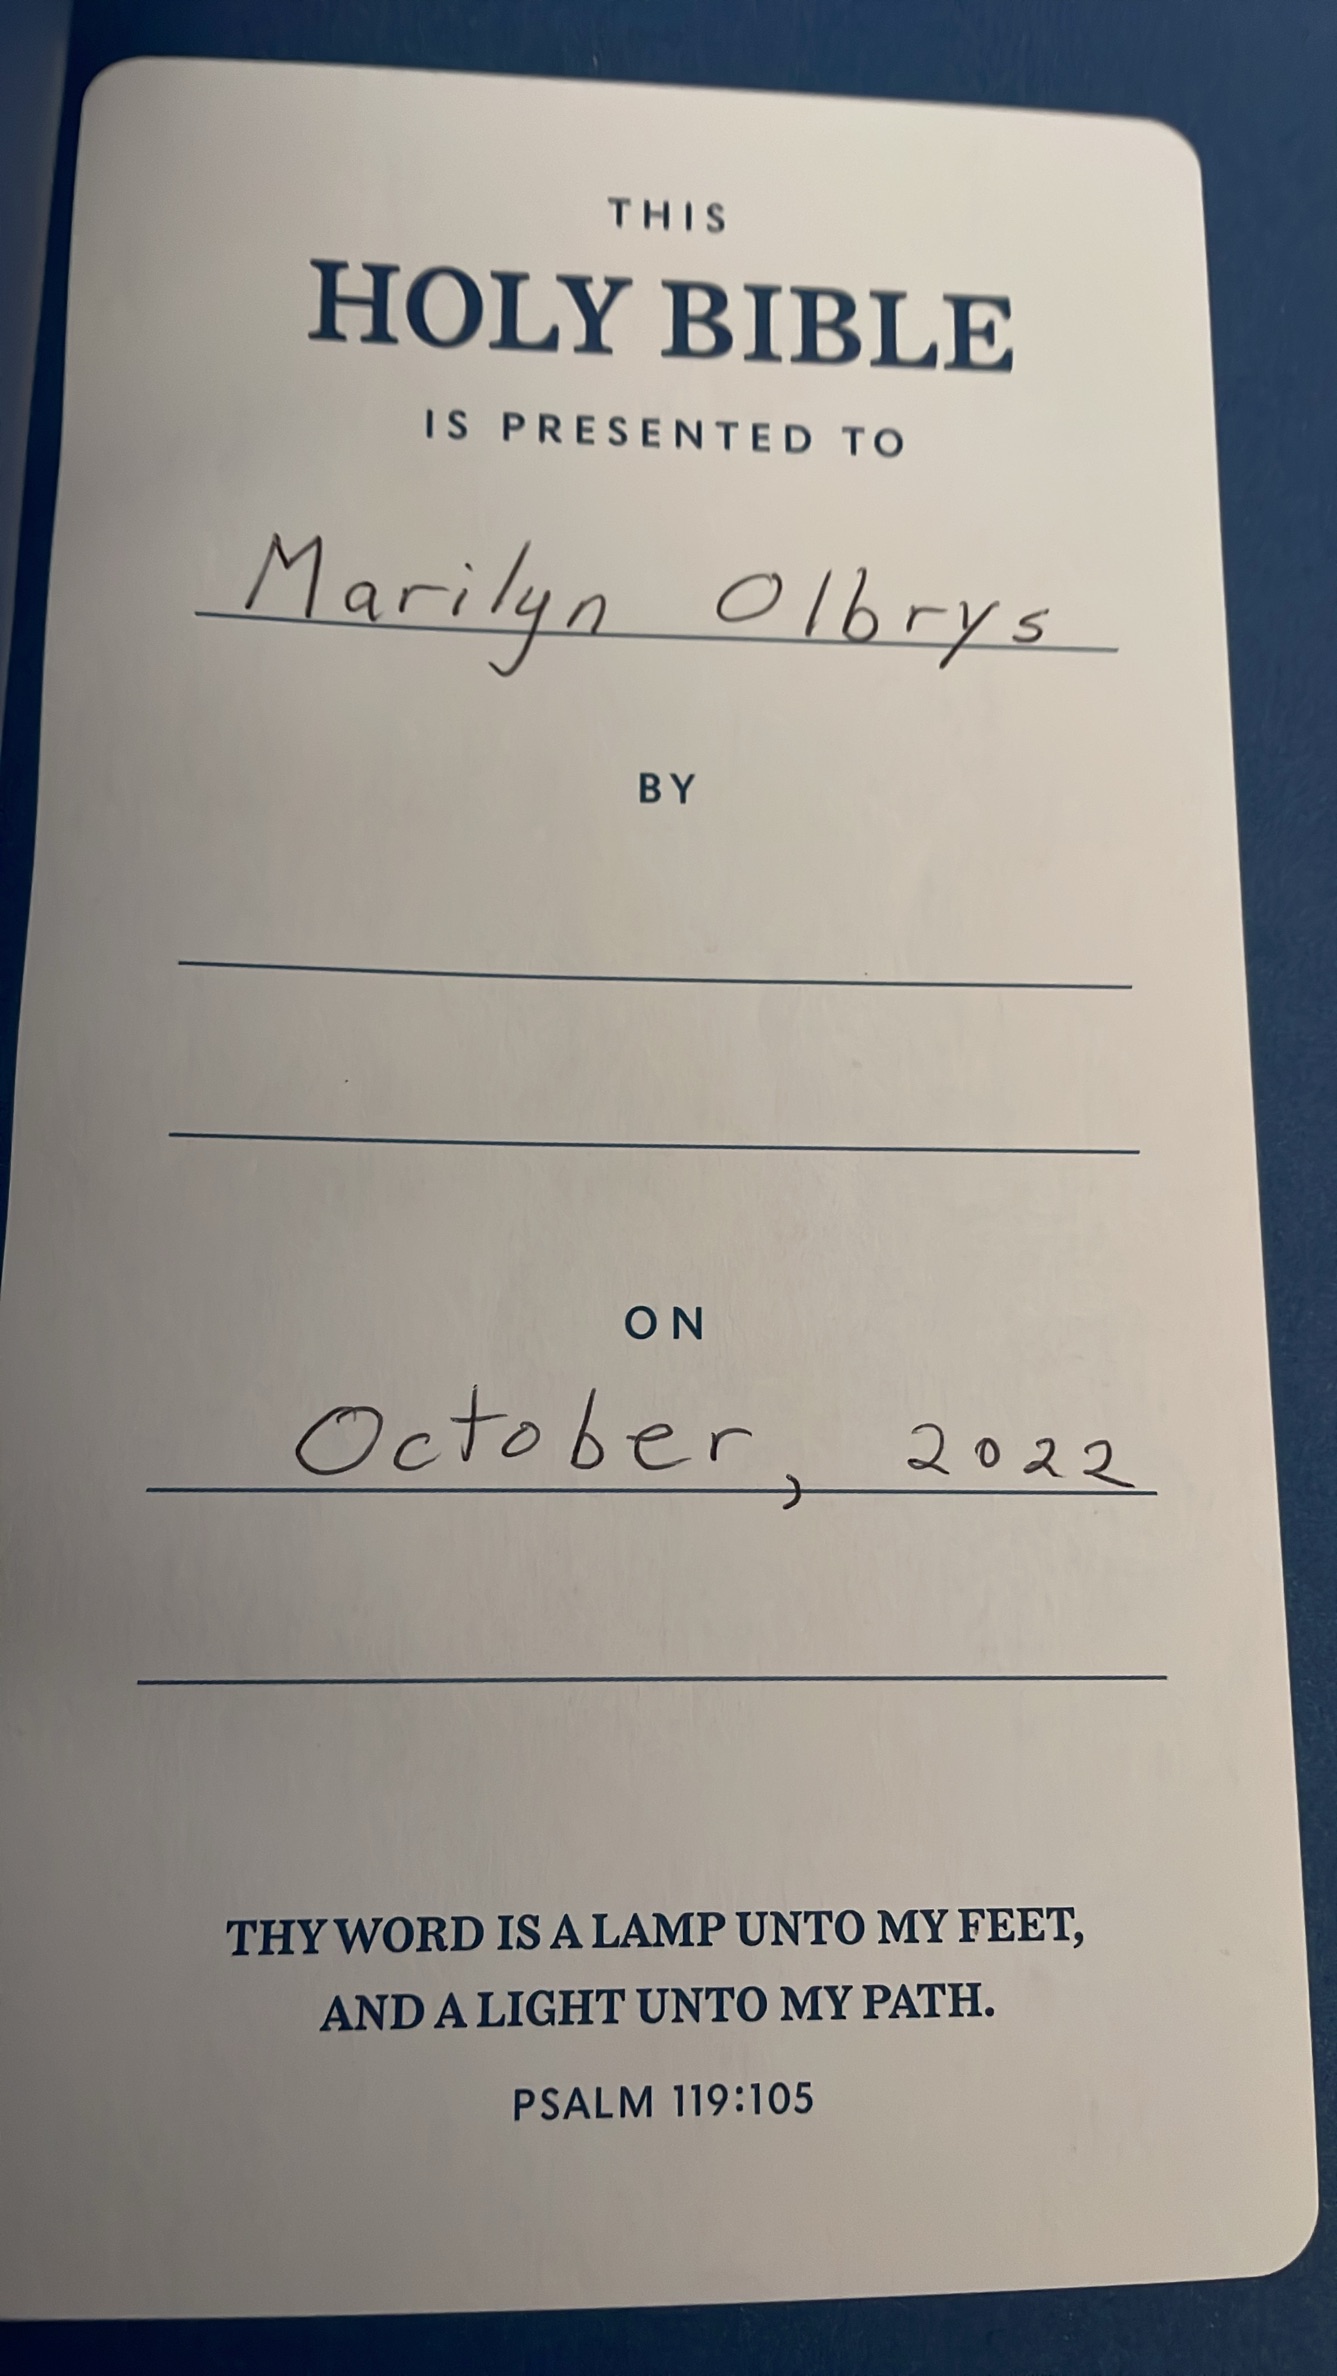 THIS
HOLY BIBLE
IS PRESENTED TO
Marilyn Olbrys
BY
ON
October, 2022
THY WORD IS A LAMP UNTO MY FEET,
AND A LIGHT UNTO MY PATH.
PSALM 119:105